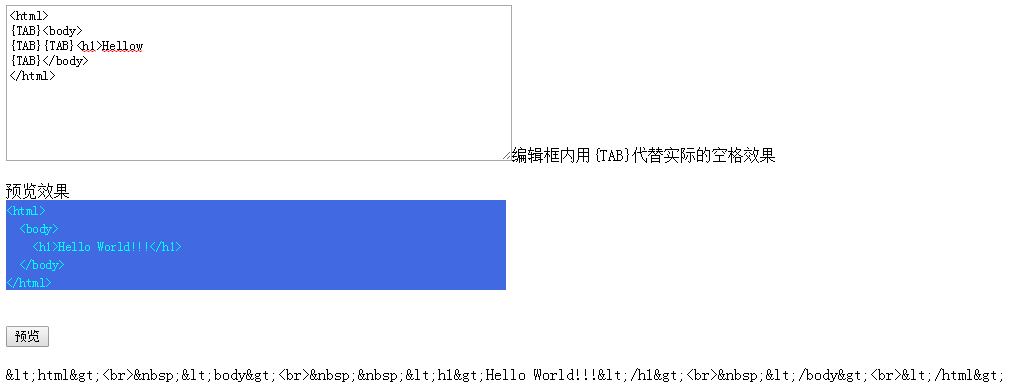 <html>
{TAB}<body>
{TAB}{TAB}<h1>Hellow
{TAB}</body>
</html>
编辑框内用{TAB}代替实际的空格效果
预览效果
<html>
<body>
<h1>Hello World!!!</h1>
</body>
</html>
预览
&lt;html&gt;<br>&nbsp;&lt;body&gt;<br>&nbsp;&nbsp;&lt;h1&gt;Hello World!!!&lt;/h1&gt;<br>&nbsp;&lt;/body&gt;<br>&lt;/html&gt;